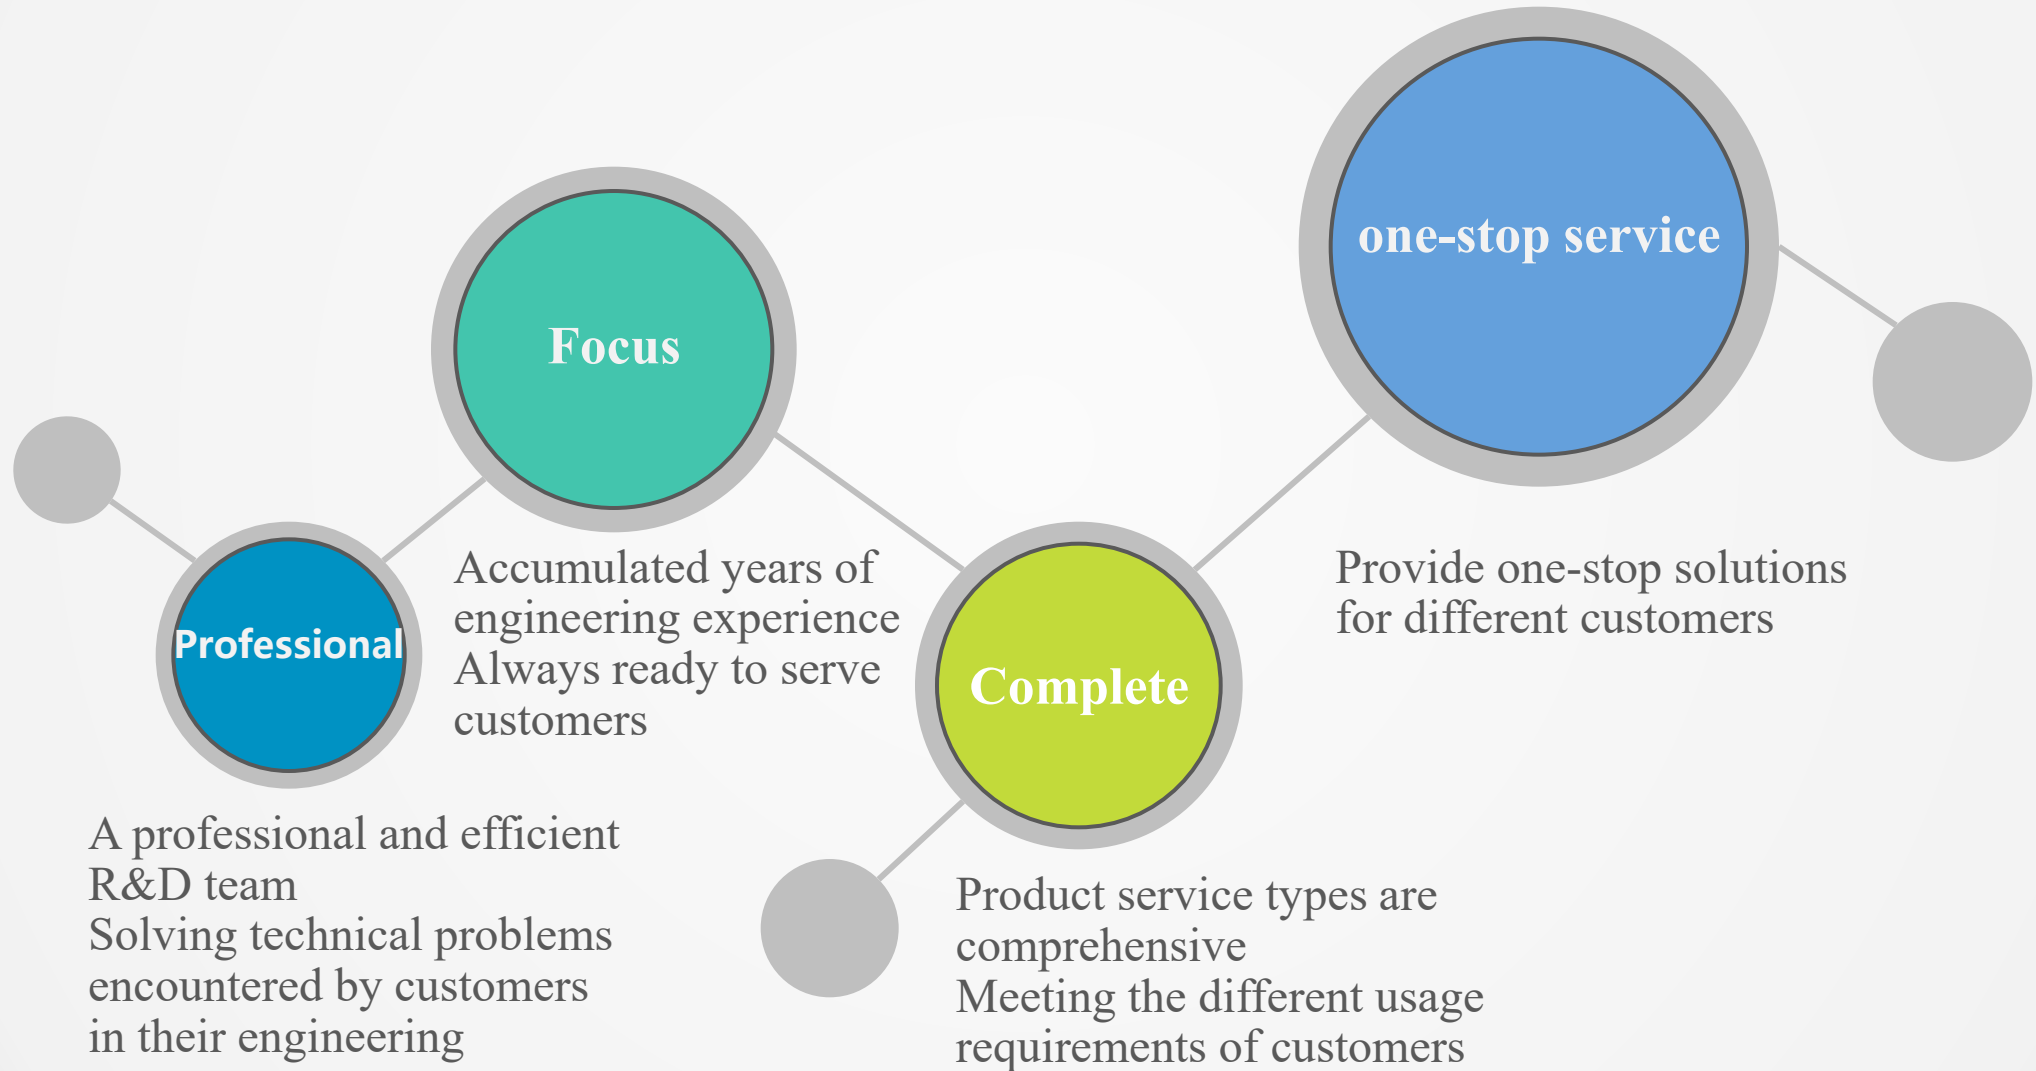 Professional
A professional and efficient
R&D team
Solving technical problems
encountered by customers
in their engineering
Focus
Accumulated years of
engineering experience
Always ready to serve
customers
Complete
Product service types are
comprehensive
Meeting the different usage
requirements of customers
one-stop service
Provide one-stop solutions
for different customers